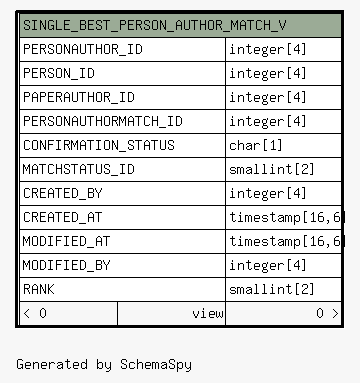 SINGLE_BEST_PERSON_AUTHOR_MATCH_V
PERSONAUTHOR_ID integer[4]
PERSON_ID integer[4]
PAPERAUTHOR_ID integer[4]
PERSONAUTHORMATCH_ID integer[4]
CONFIRMATION_STATUS char[1]
MATCHSTATUS_ID smallint[2]
CREATED_BY integer[4]
CREATED_AT timestamp[16,6]
MODIFIED_AT timestamp[16,6]
MODIFIED_BY integer[4]
RANK smallint[2]
< 0 view 0 >
Generated by SchemaSpy